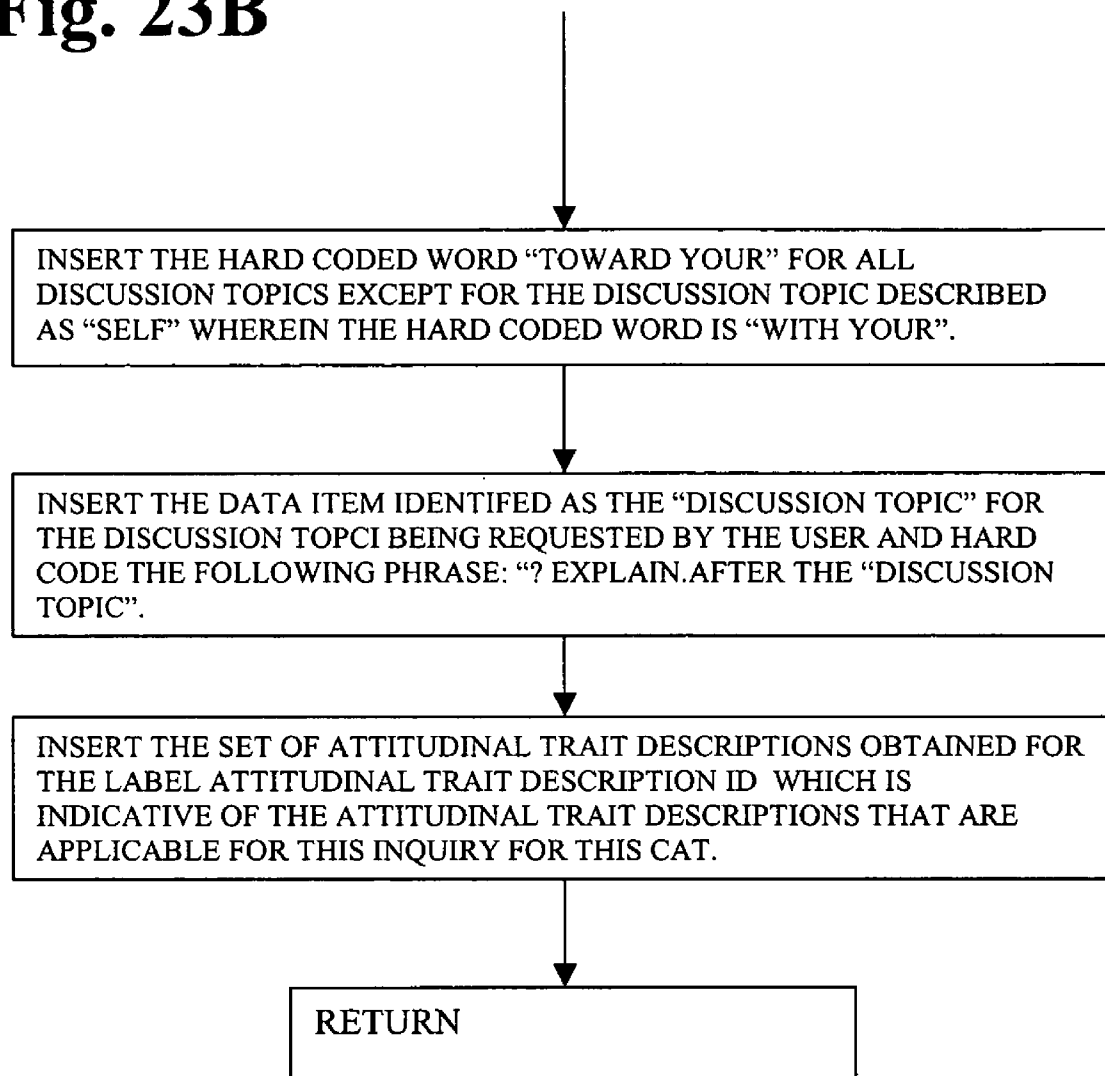 Fig. 23B
INSERT THE HARD CODED WORD “TOWARD YOUR” FOR ALL
DISCUSSION TOPICS EXCEPT FOR THE DISCUSSION TOPIC DESCRIBED
AS “SELF” WHEREIN THE HARD CODED WORD IS “WITH YOUR”.
INSERT THE DATA ITEM IDENTIFED AS THE “DISCUSSION TOPIC” FOR
THE DISCUSSION TOPCI BEING REQUESTED BY THE USER AND HARD
CODE THE FOLLOWING PHRASE: “? EXPLAIN.AFTER THE “DISCUSSION
TOPIC”.
INSERT THE SET OF ATTITUDINAL TRAIT DESCRIPTIONS OBTAINED FOR
THE LABEL ATTITUDINAL TRAIT DESCRIPTION ID WHICH IS
INDICATIVE OF THE ATTITUDINAL TRAIT DESCRIPTIONS THAT ARE
APPLICABLE FOR THIS INQUIRY FOR THIS CAT.
RETURN